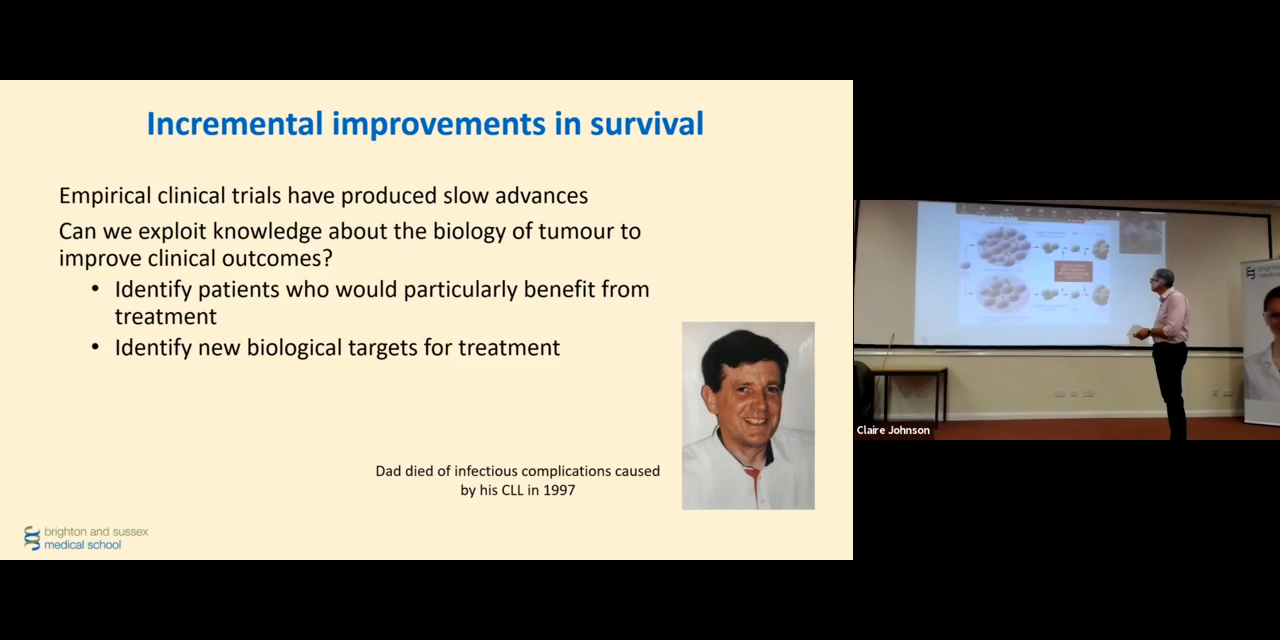 Incremental improvements in survival
Empirical clinical trials have produced slow advances
Can we exploit knowledge about the biology of tumour to
improve clinical outcomes?
• Identify patients who would particularly benefit from
treatment
• Identify new biological targets for treatment
Dad died of infectious complications caused
by his CLL in 1997
brighton and sussex
medical school
Claire Johnson